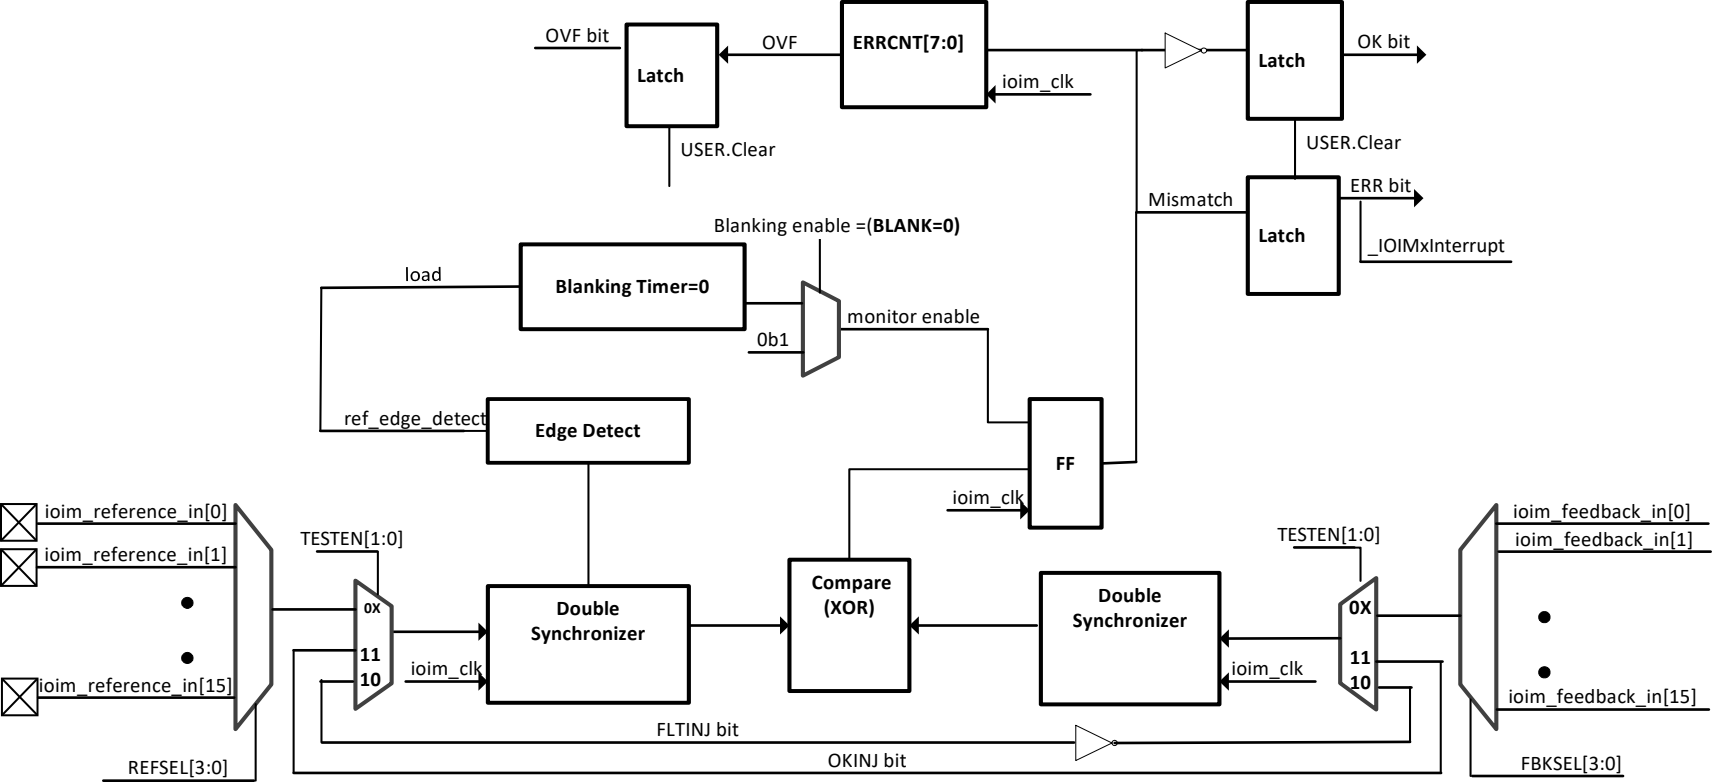 OVF bit
Latch
OVF
ERRCNT[7:0]
ioim_clk
Latch
OK bit
USER.Clear
USER.Clear
Mismatch
Latch
ERR bit
_IOIMxInterrupt
Blanking enable =(BLANK=0)
load
Blanking Timer=0
0b1
monitor enable
ref_edge_detect
Edge Detect
FF
ioim_clk
ioim_reference_in[0]
ioim_reference_in[1]
ioim_reference_in[15]
REFSEL[3:0]
TESTEN[1:0]
0X
11
10
ioim_clk
Double
Synchronizer
Compare
(XOR)
Double
Synchronizer
ioim_clk
TESTEN[1:0]
0X
11
10
ioim_feedback_in[0]
ioim_feedback_in[1]
ioim_feedback_in[15]
FLTINJ bit
OKINJ bit
FBKSEL[3:0]